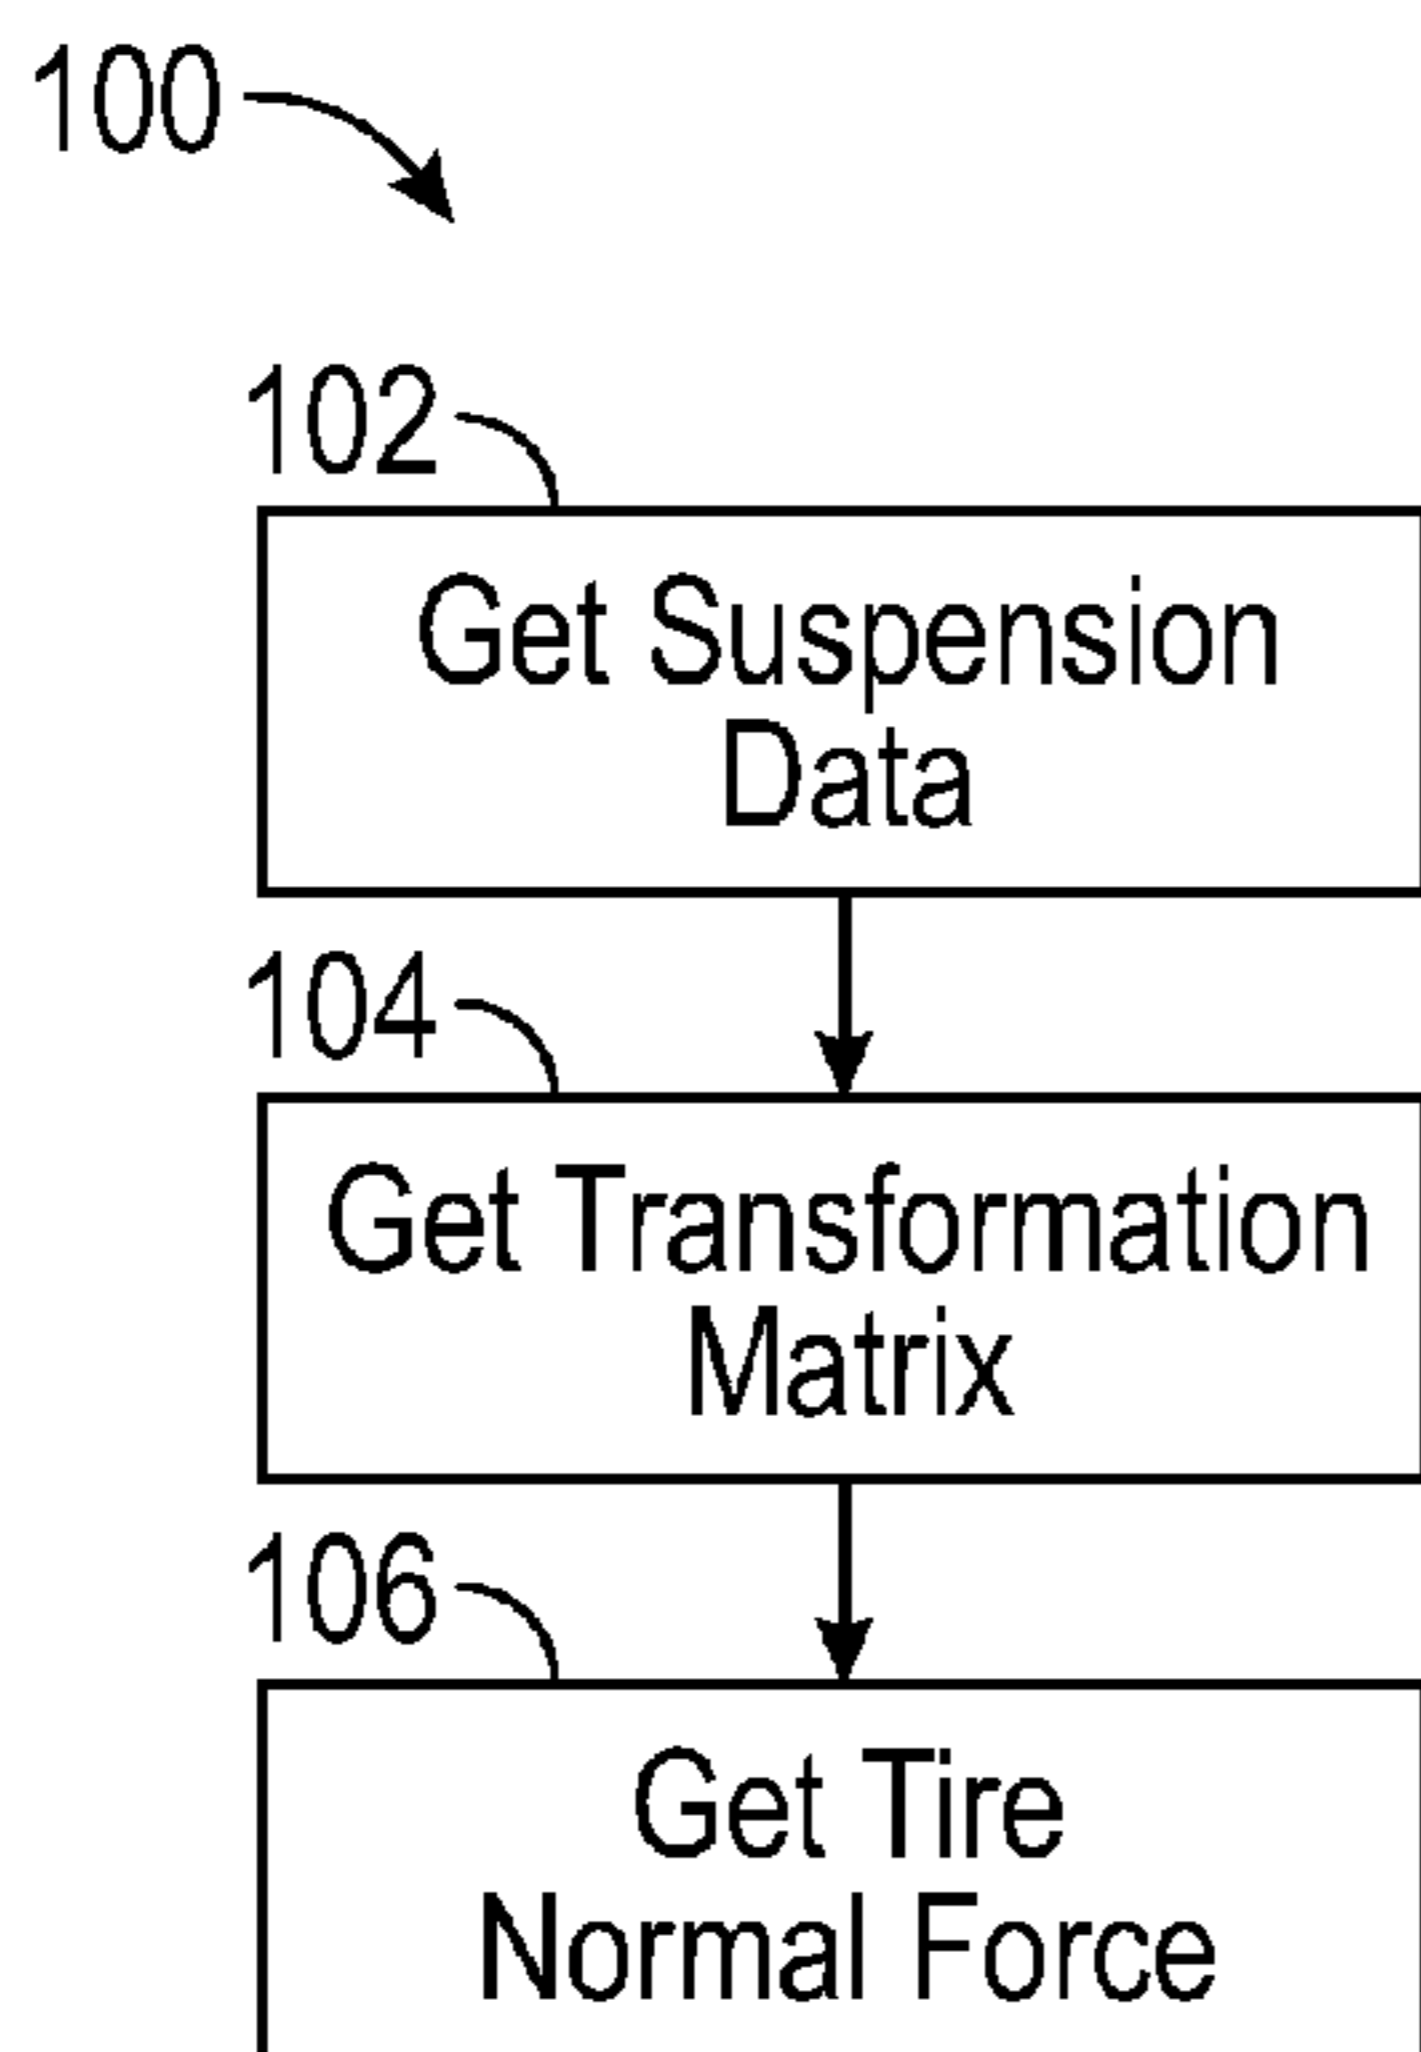 100
102
Get Suspension
Data
104
Get Transformation
Matrix
106
Get Tire
Normal Force